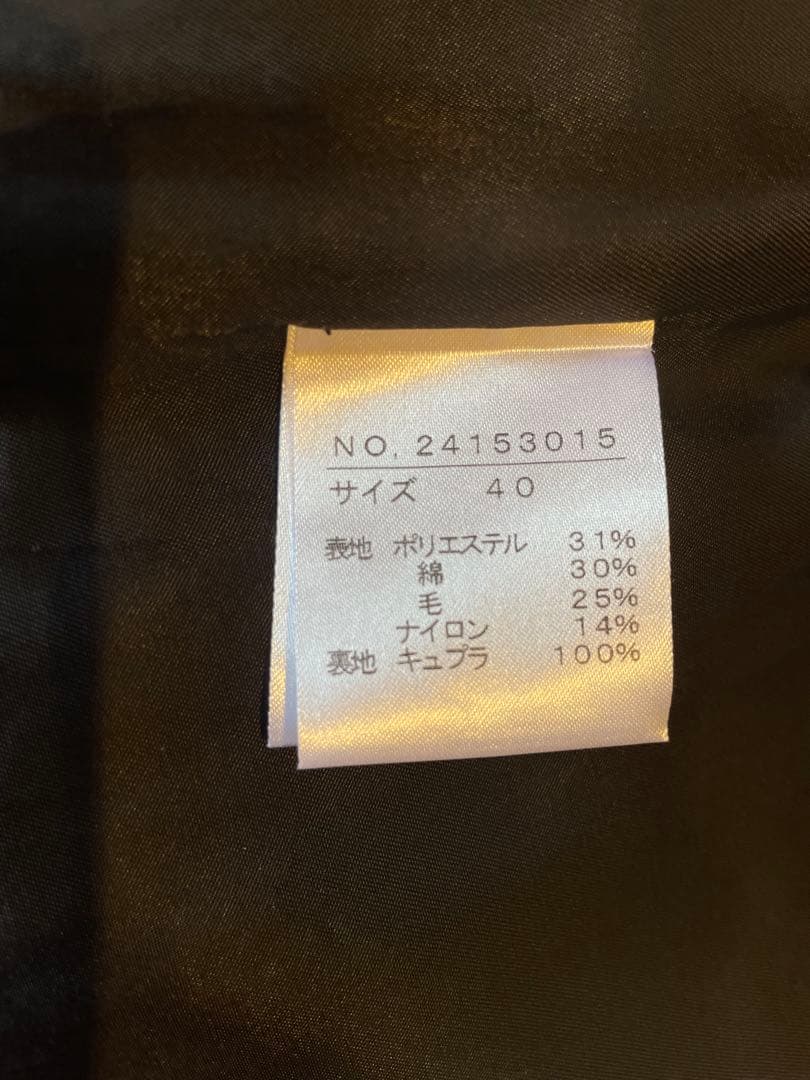 NO. 24153015
サイズ 40
表地 ポリエステル 31%
綿 30%
毛 25%
ナイロン 14%
裏地 キュプラ 100%